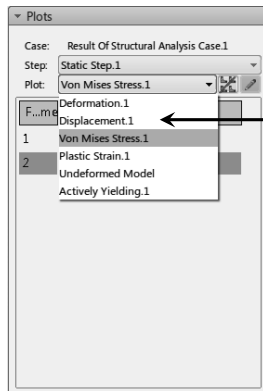 Plots
Case: Result Of Structural Analysis Case.1
Step: Static Step.1
Plot: Von Mises Stress.1
Deformation.1
F...me
Displacement.1
1 Von Mises Stress.1
Plastic Strain.1
2
Undeformed Model
Actively Yielding.1